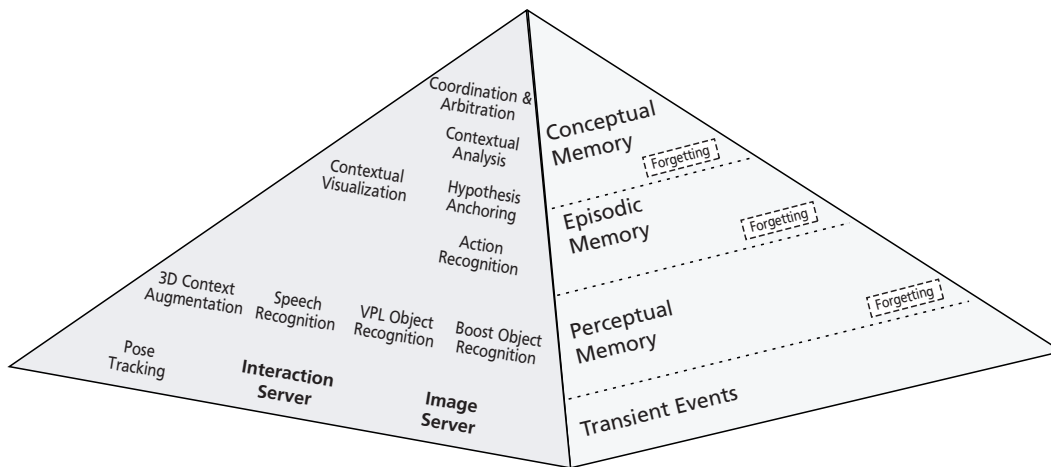 Coordination &
Arbitration
Contextual
Analysis
Contextual
Visualization
Hypothesis
Anchoring
Action
Recognition
3D Context
Augmentation
Speech
Recognition
VPL Object
Recognition
Boost Object
Recognition
Pose
Tracking
Interaction
Server
Image
Server
Conceptual
Memory
Forgetting
Episodic
Memory
Forgetting
Perceptual
Memory
Forgetting
Transient Events